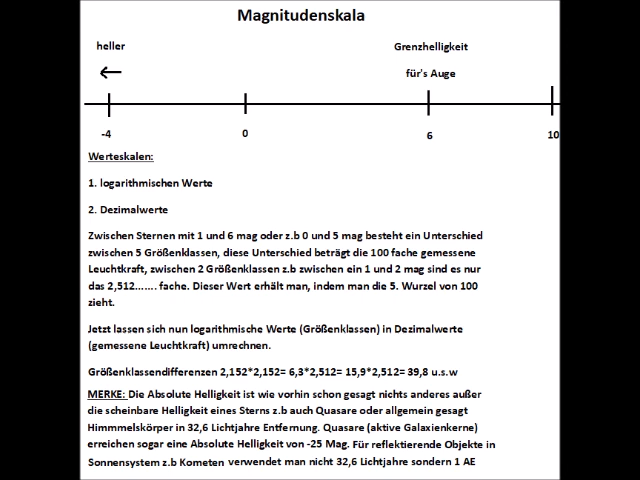 Magnitudenskala
heller
Grenzhelligkeit
für's Auge
-4
0
6
10
Werteskalen:
1. logarithmischen Werte
2. Dezimalwerte
Zwischen Sternen mit 1 und 6 mag oder z.b 0 und 5 mag besteht ein Unterschied
zwischen 5 Größenklassen, diese Unterschied beträgt die 100 fache gemessene
Leuchtkraft, zwischen 2 Größenklassen z.b zwischen ein 1 und 2 mag sind es nur
das 2,512....... fache. Dieser Wert erhält man, indem man die 5. Wurzel von 100
zieht.
Jetzt lassen sich nun logarithmische Werte (Größenklassen) in Dezimalwerte
(gemessene Leuchtkraft) umrechnen.
Größenklassendifferenzen 2,152*2,152= 6,3*2,512= 15,9*2,512= 39,8 u.s.w
MERKE: Die Absolute Helligkeit ist wie vorhin schon gesagt nichts anderes außer
die scheinbare Helligkeit eines Sterns z.b auch Quasare oder allgemein gesagt
Himmmelskörper in 32,6 Lichtjahre Entfernung. Quasare (aktive Galaxienkerne)
erreichen sogar eine Absolute Helligkeit von -25 Mag. Für reflektierende Objekte in
Sonnensystem z.b Kometen verwendet man nicht 32,6 Lichtjahre sondern 1 AE